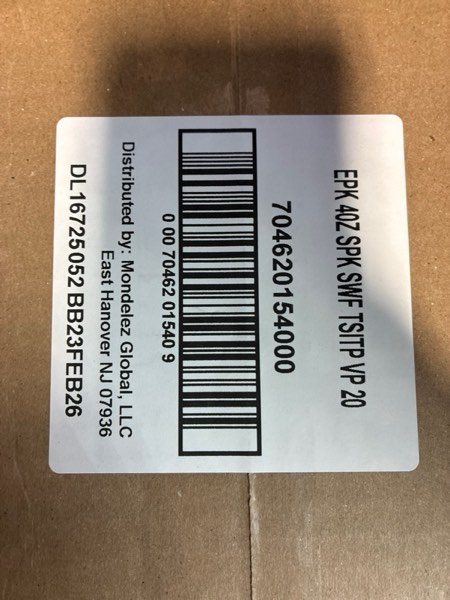 EPK 4OZ SPK SWF TSITP VP 20
704620154000
0 00 70462 01540 9
Distributed by: Mondelez Global, LLC
East Hanover NJ 07936
DL16725052 BB23FEB26